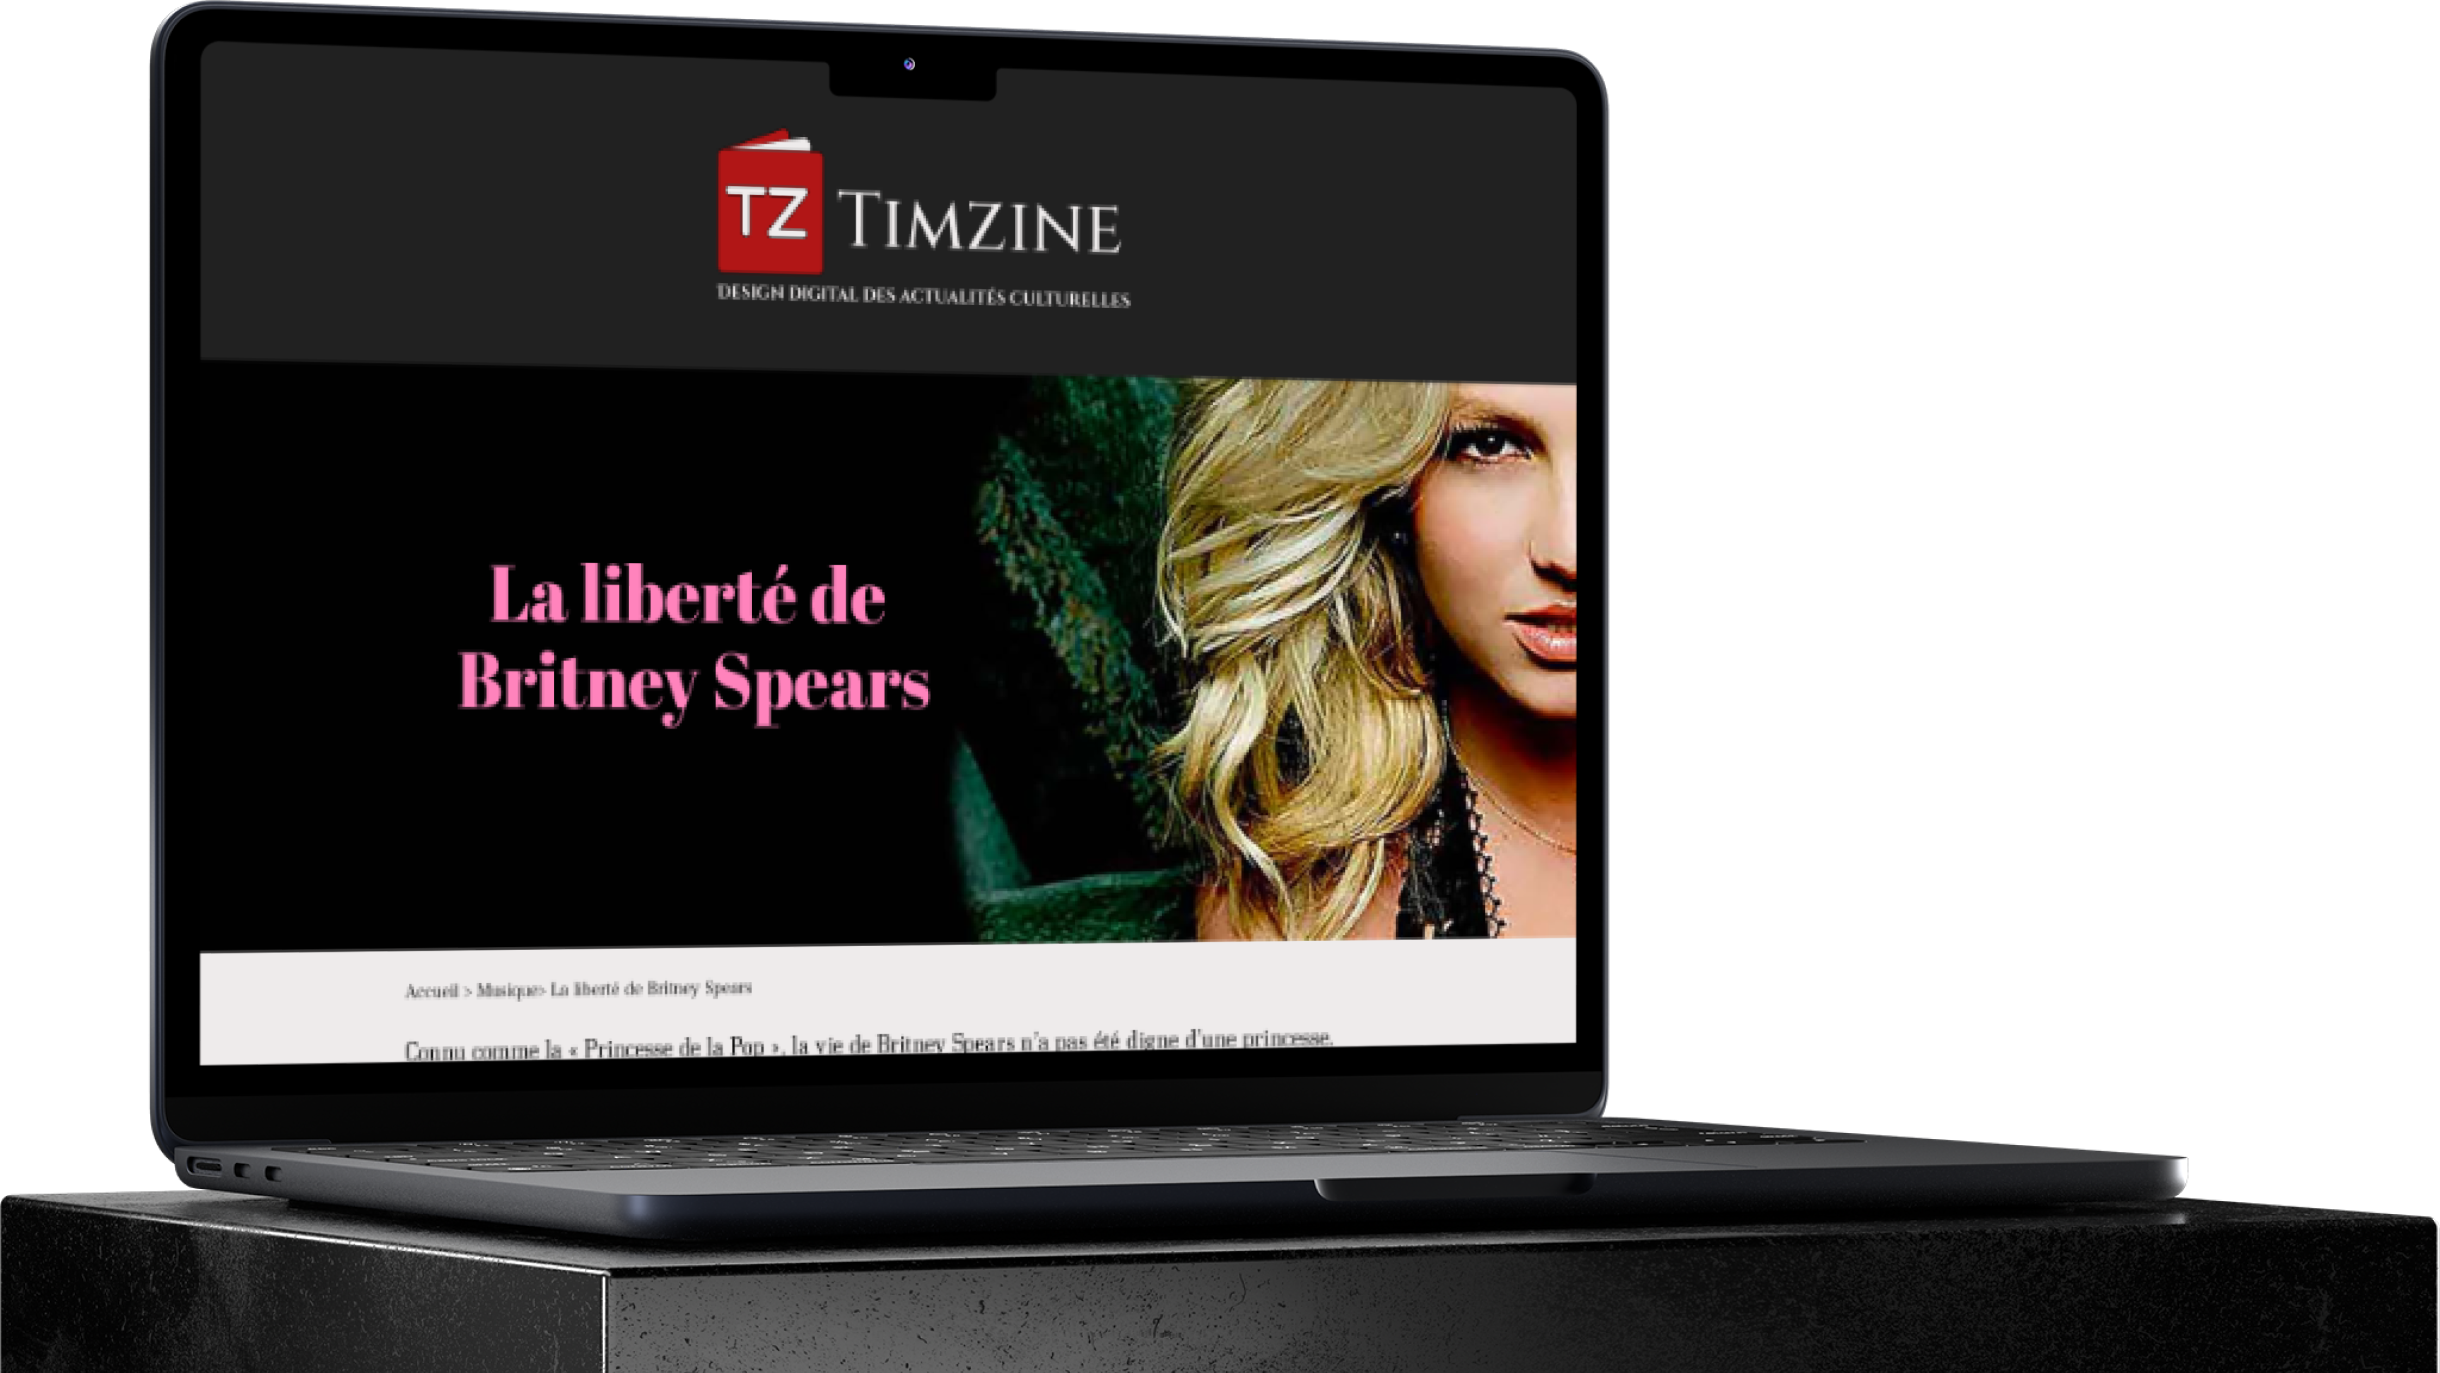 TZ TIMZINE
DESIGN DIGITAL DES ACTUALITÉS CULTURELLES
La liberté de
Britney Spears
Accueil > Musique> La liberté de Britney Spears
Connu comme la « Princesse de la Pop », la vie de Britney Spears n'a pas été digne d'une princesse.